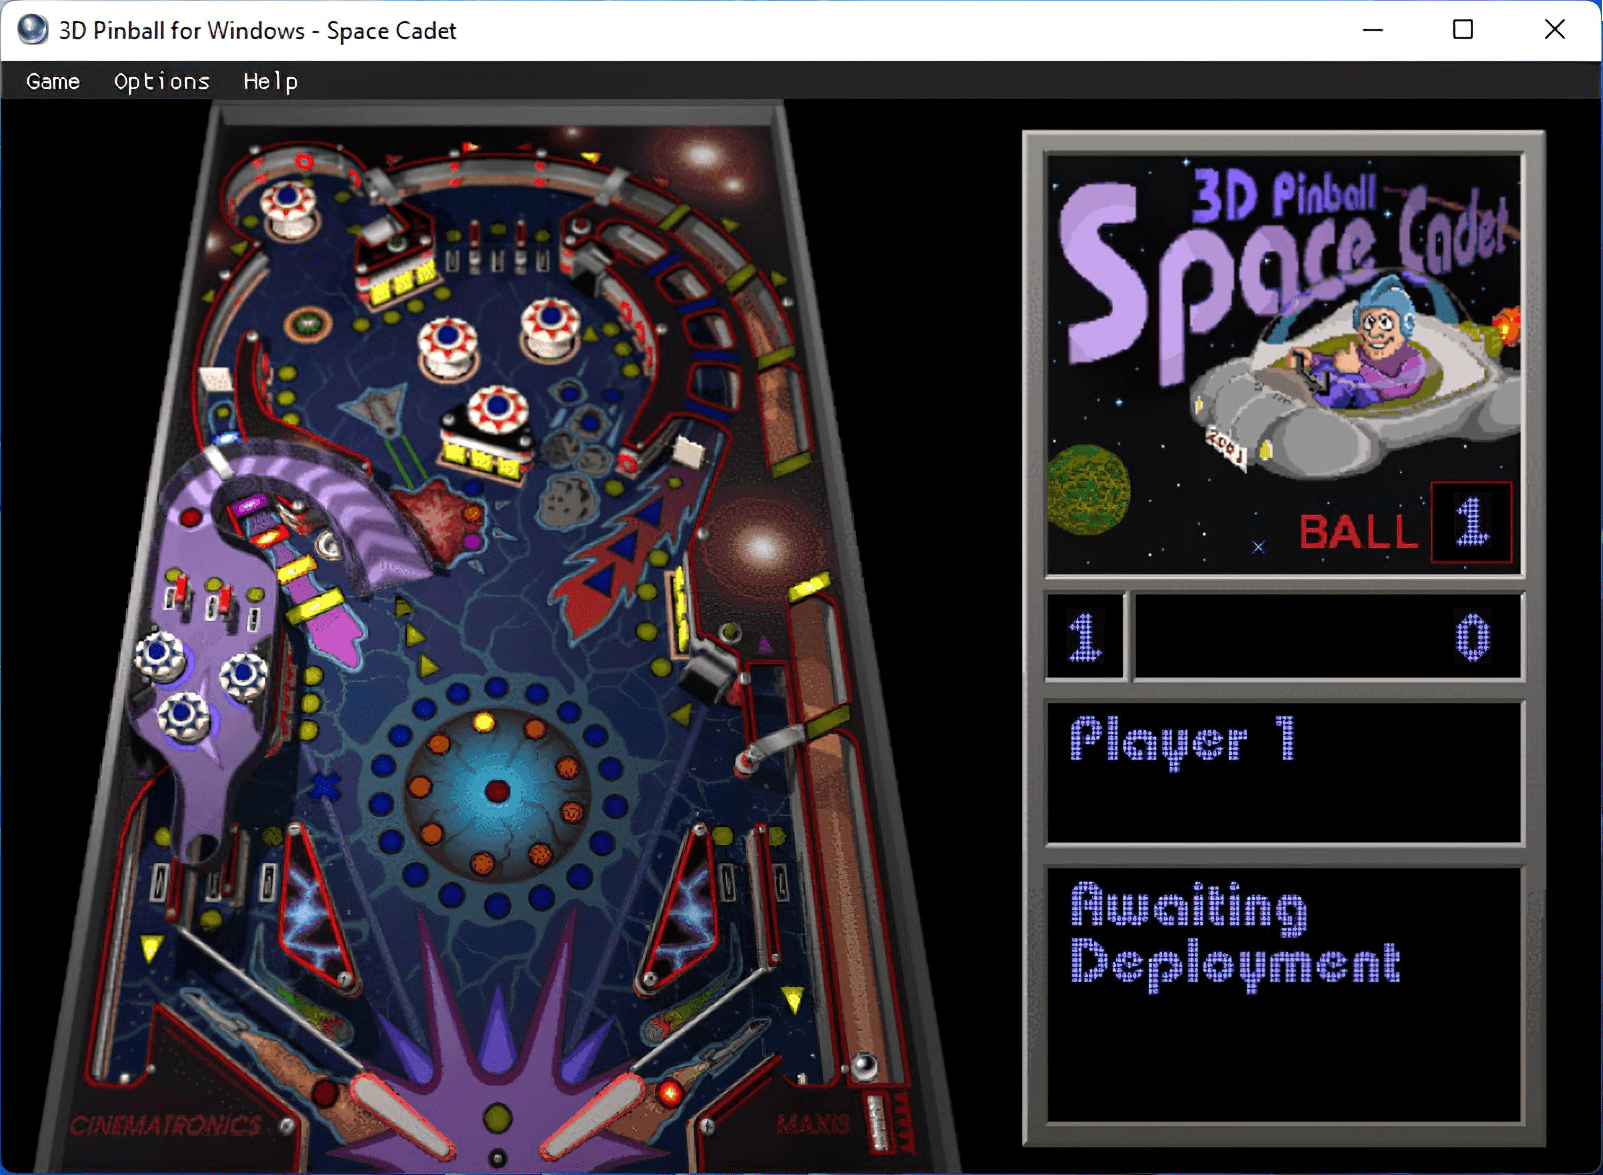 3D Pinball for Windows - Space Cadet
Game Options Help
3D Pinball
Space Cadet
2001
BALL 1
1 0
Player 1
Awaiting
Deployment
CINEMATRONICS
MAXIS